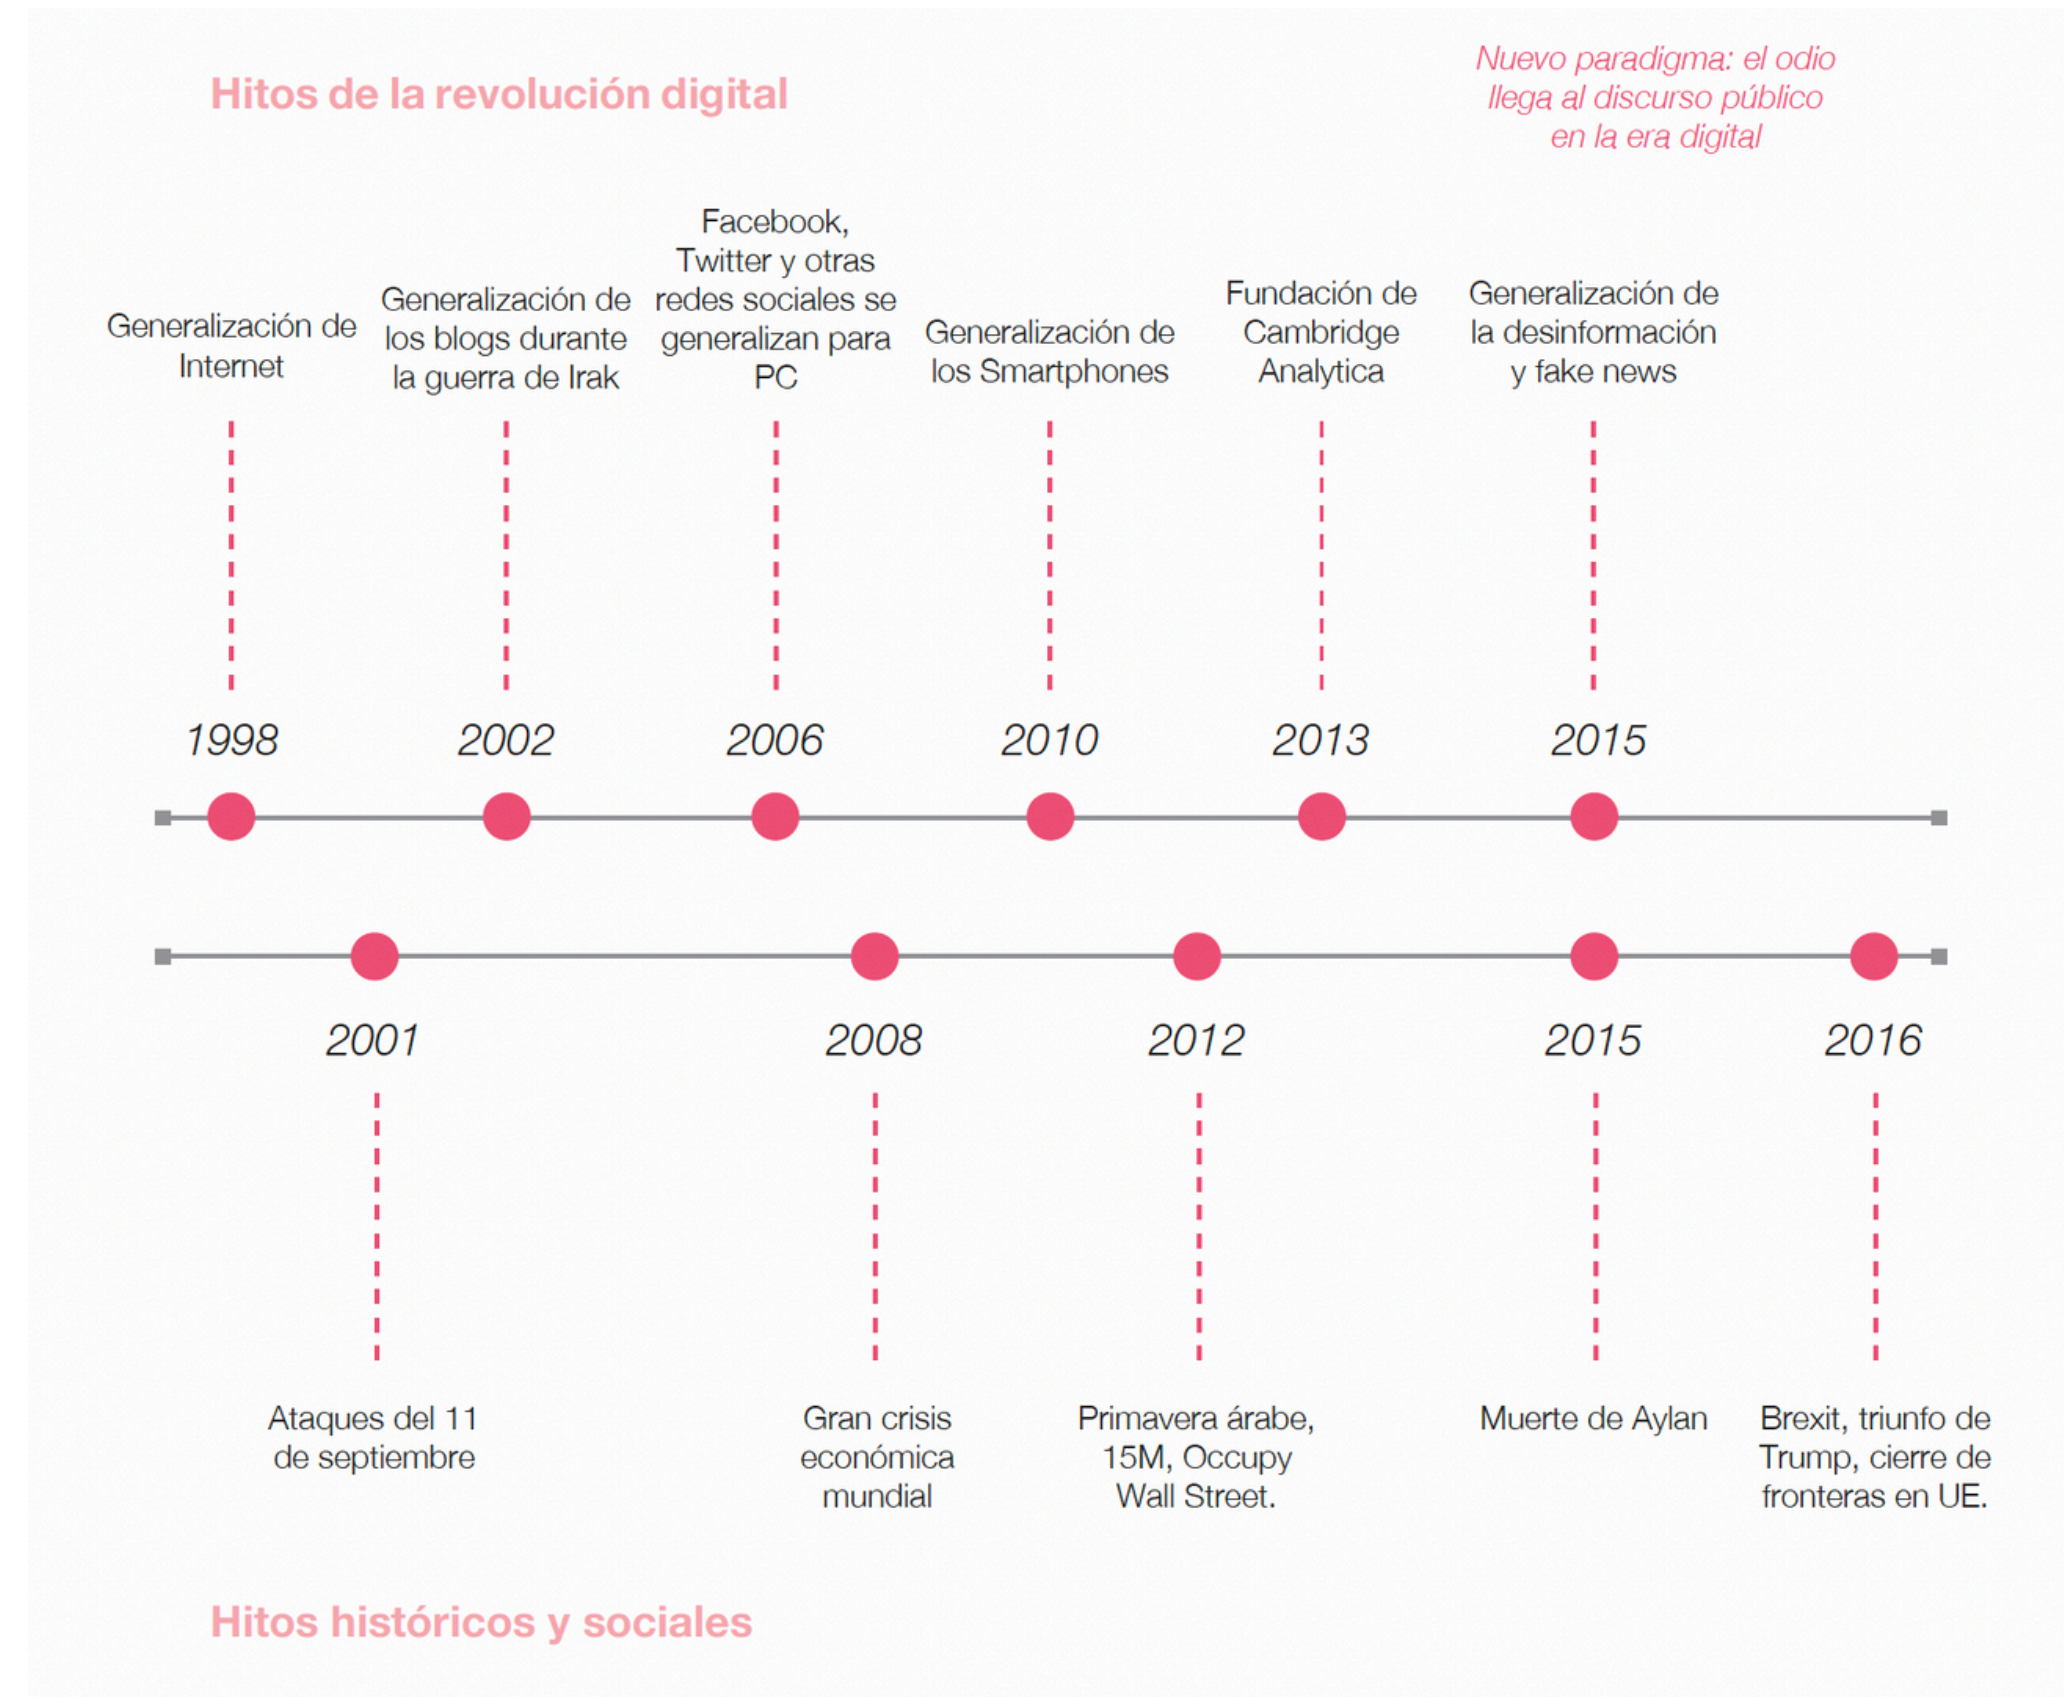 Hitos de la revolución digital
Nuevo paradigma: el odio
llega al discurso público
en la era digital
Generalización de
Internet
Generalización de
los blogs durante
la guerra de Irak
Facebook,
Twitter y otras
redes sociales se
generalizan para
PC
Generalización de
los Smartphones
Fundación de
Cambridge
Analytica
Generalización de
la desinformación
y fake news
1998
2002
2006
2010
2013
2015
2001
2008
2012
2015
2016
Ataques del 11
de septiembre
Gran crisis
económica
mundial
Primavera árabe,
15M, Occupy
Wall Street.
Muerte de Aylan
Brexit, triunfo de
Trump, cierre de
fronteras en UE.
Hitos históricos y sociales